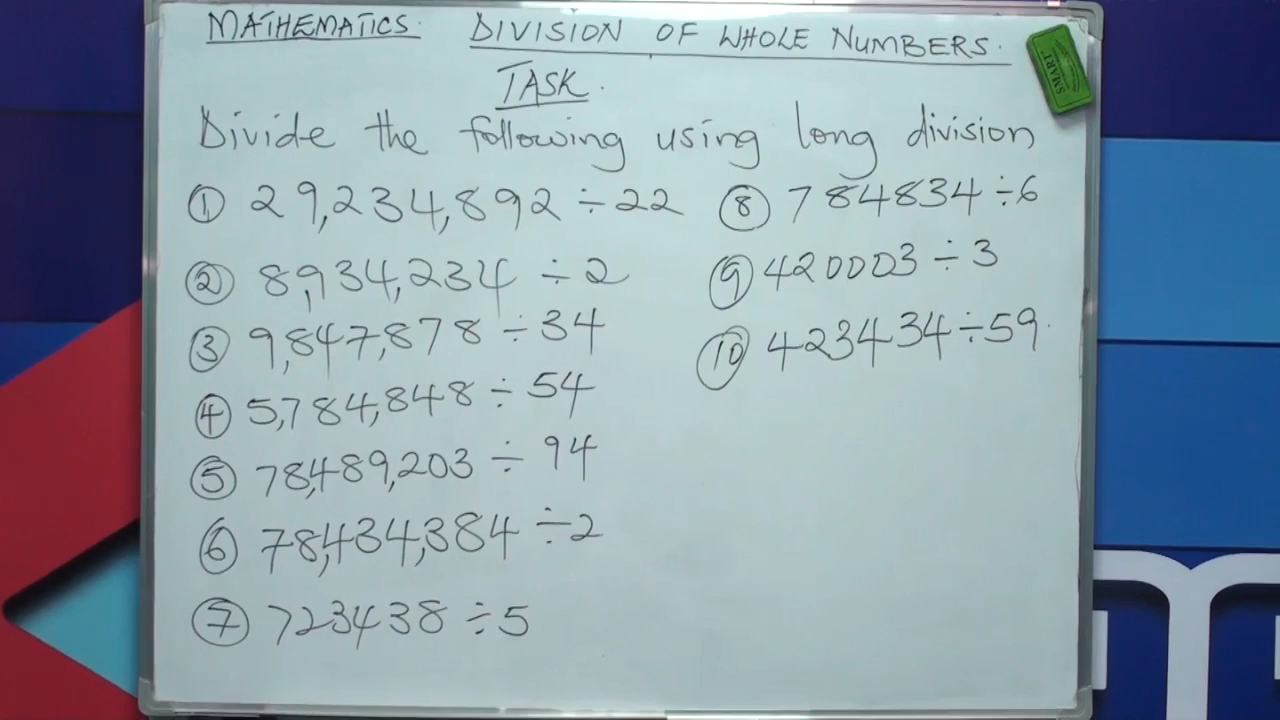 MATHEMATICS. DIVISION OF WHOLE NUMBERS.
TASK.
Divide the following using long division
① 29,234,892 ÷ 22
② 8,934,234 ÷ 2
③ 9,847,878 ÷ 34
④ 5,784,848 ÷ 54
⑤ 78,489,203 ÷ 94
⑥ 78,434,384 ÷ 2
⑦ 723438 ÷ 5
⑧ 784834 ÷ 6
⑨ 420003 ÷ 3
⑩ 423434 ÷ 59.
SMART